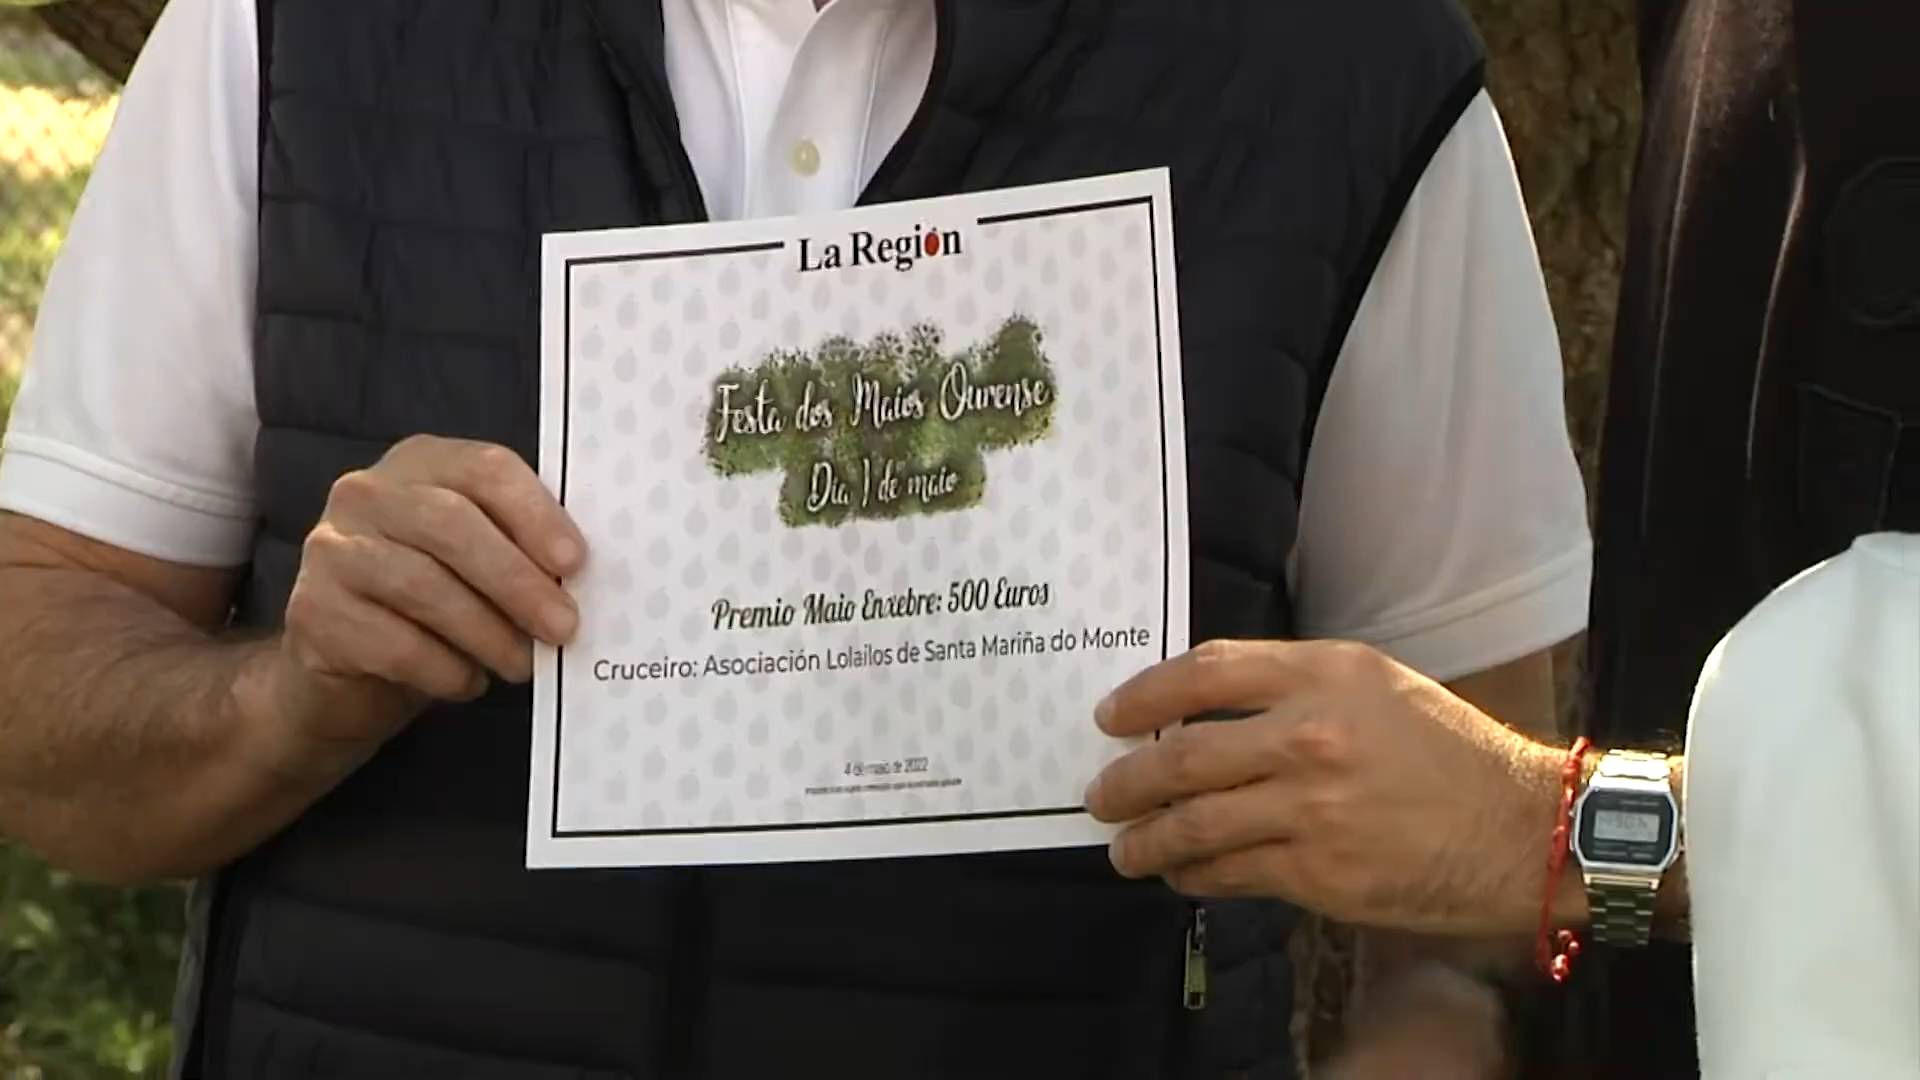 La Región
Festa dos Maios Ourense
Dia 1 de maio
Premio Maio Enxebre: 500 Euros
Cruceiro: Asociación Lolailos de Santa Mariña do Monte
4 de maio de 2022